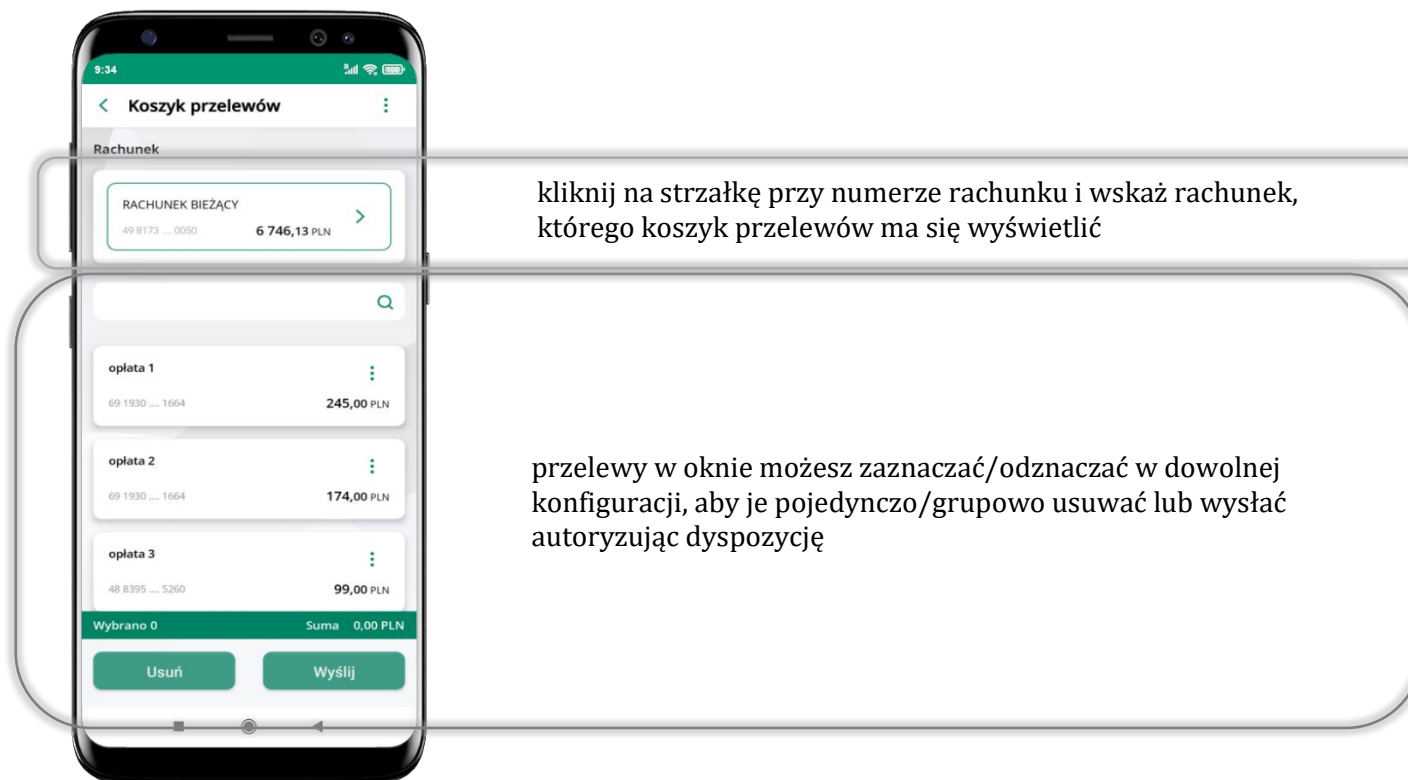 9:34
Koszyk przelewów
Rachunek
RACHUNEK BIEŻĄCY
49 8173 .... 0050 6 746,13 PLN
kliknij na strzałkę przy numerze rachunku i wskaż rachunek,
którego koszyk przelewów ma się wyświetlić
opłata 1
69 1930 .... 1664 245,00 PLN
opłata 2
69 1930 .... 1664 174,00 PLN
opłata 3
48 8395 .... 5260 99,00 PLN
przelewy w oknie możesz zaznaczać/odznaczać w dowolnej
konfiguracji, aby je pojedynczo/grupowo usuwać lub wysłać
autoryzując dyspozycję
Wybrano 0 Suma 0,00 PLN
Usuń Wyślij